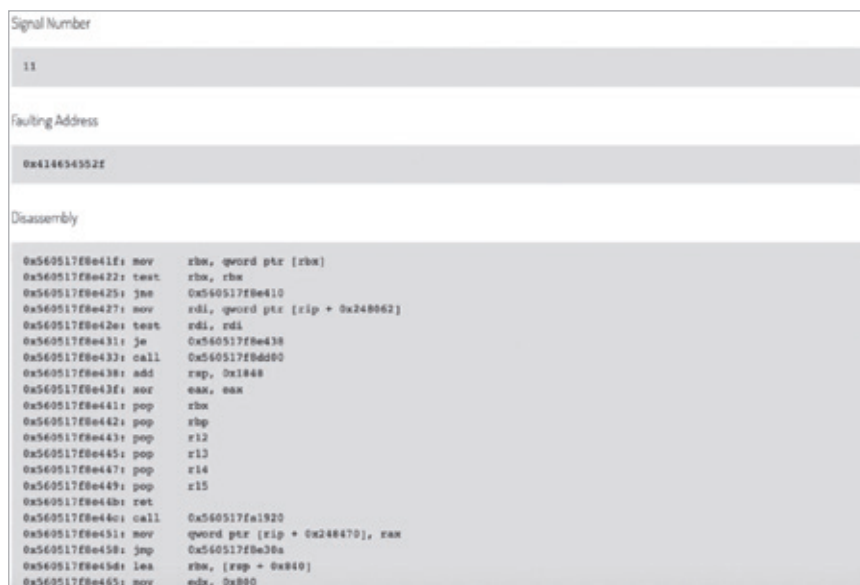 Signal Number
11
Faulting Address
0x414654552f
Disassembly
0x560517f8e41f: mov rbx, qword ptr [rbx]
0x560517f8e422: test rbx, rbx
0x560517f8e425: jne 0x560517f8e410
0x560517f8e427: mov rdi, qword ptr [rip + 0x248062]
0x560517f8e42e: test rdi, rdi
0x560517f8e431: je 0x560517f8e438
0x560517f8e433: call 0x560517f8dd80
0x560517f8e438: add rsp, 0x1848
0x560517f8e43f: xor eax, eax
0x560517f8e441: pop rbx
0x560517f8e442: pop rbp
0x560517f8e443: pop r12
0x560517f8e445: pop r13
0x560517f8e447: pop r14
0x560517f8e449: pop r15
0x560517f8e44b: ret
0x560517f8e44c: call 0x560517fa1920
0x560517f8e451: mov qword ptr [rip + 0x248470], rax
0x560517f8e458: jmp 0x560517f8e38a
0x560517f8e45d: lea rbx, [rsp + 0x840]
0x560517f8e465: mov edx, 0x800